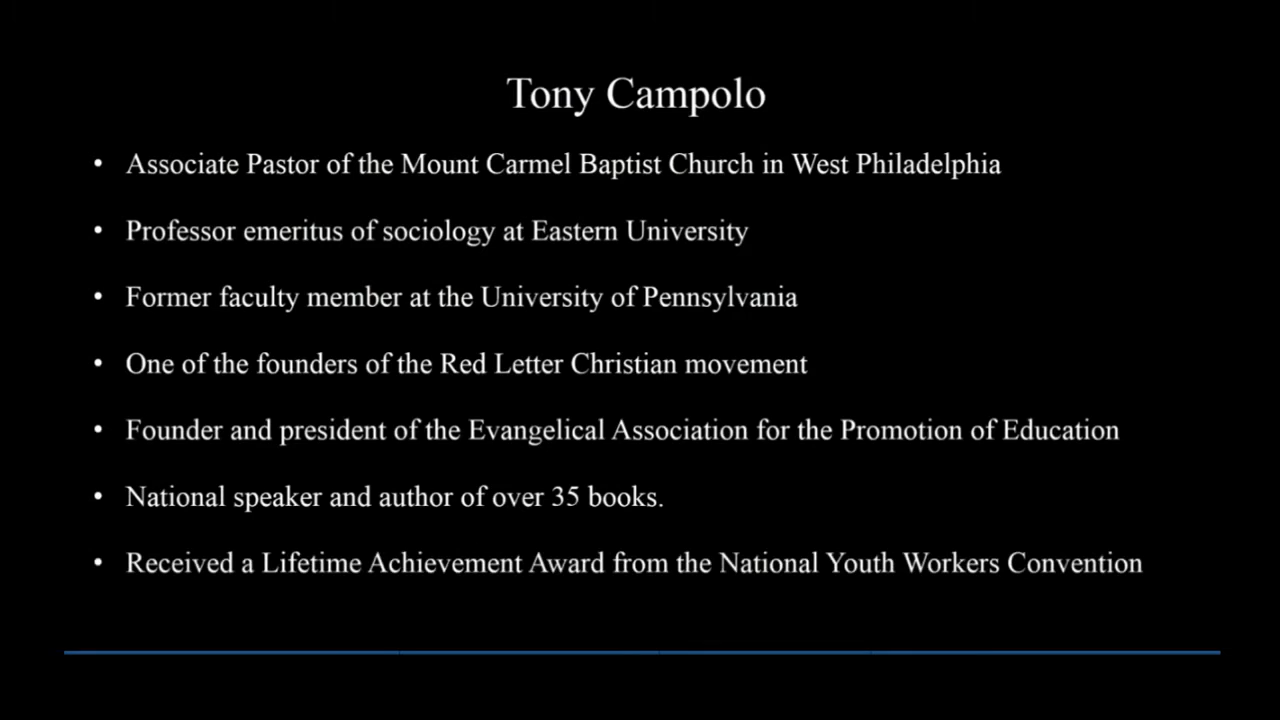 Tony Campolo
• Associate Pastor of the Mount Carmel Baptist Church in West Philadelphia
• Professor emeritus of sociology at Eastern University
• Former faculty member at the University of Pennsylvania
• One of the founders of the Red Letter Christian movement
• Founder and president of the Evangelical Association for the Promotion of Education
• National speaker and author of over 35 books.
• Received a Lifetime Achievement Award from the National Youth Workers Convention